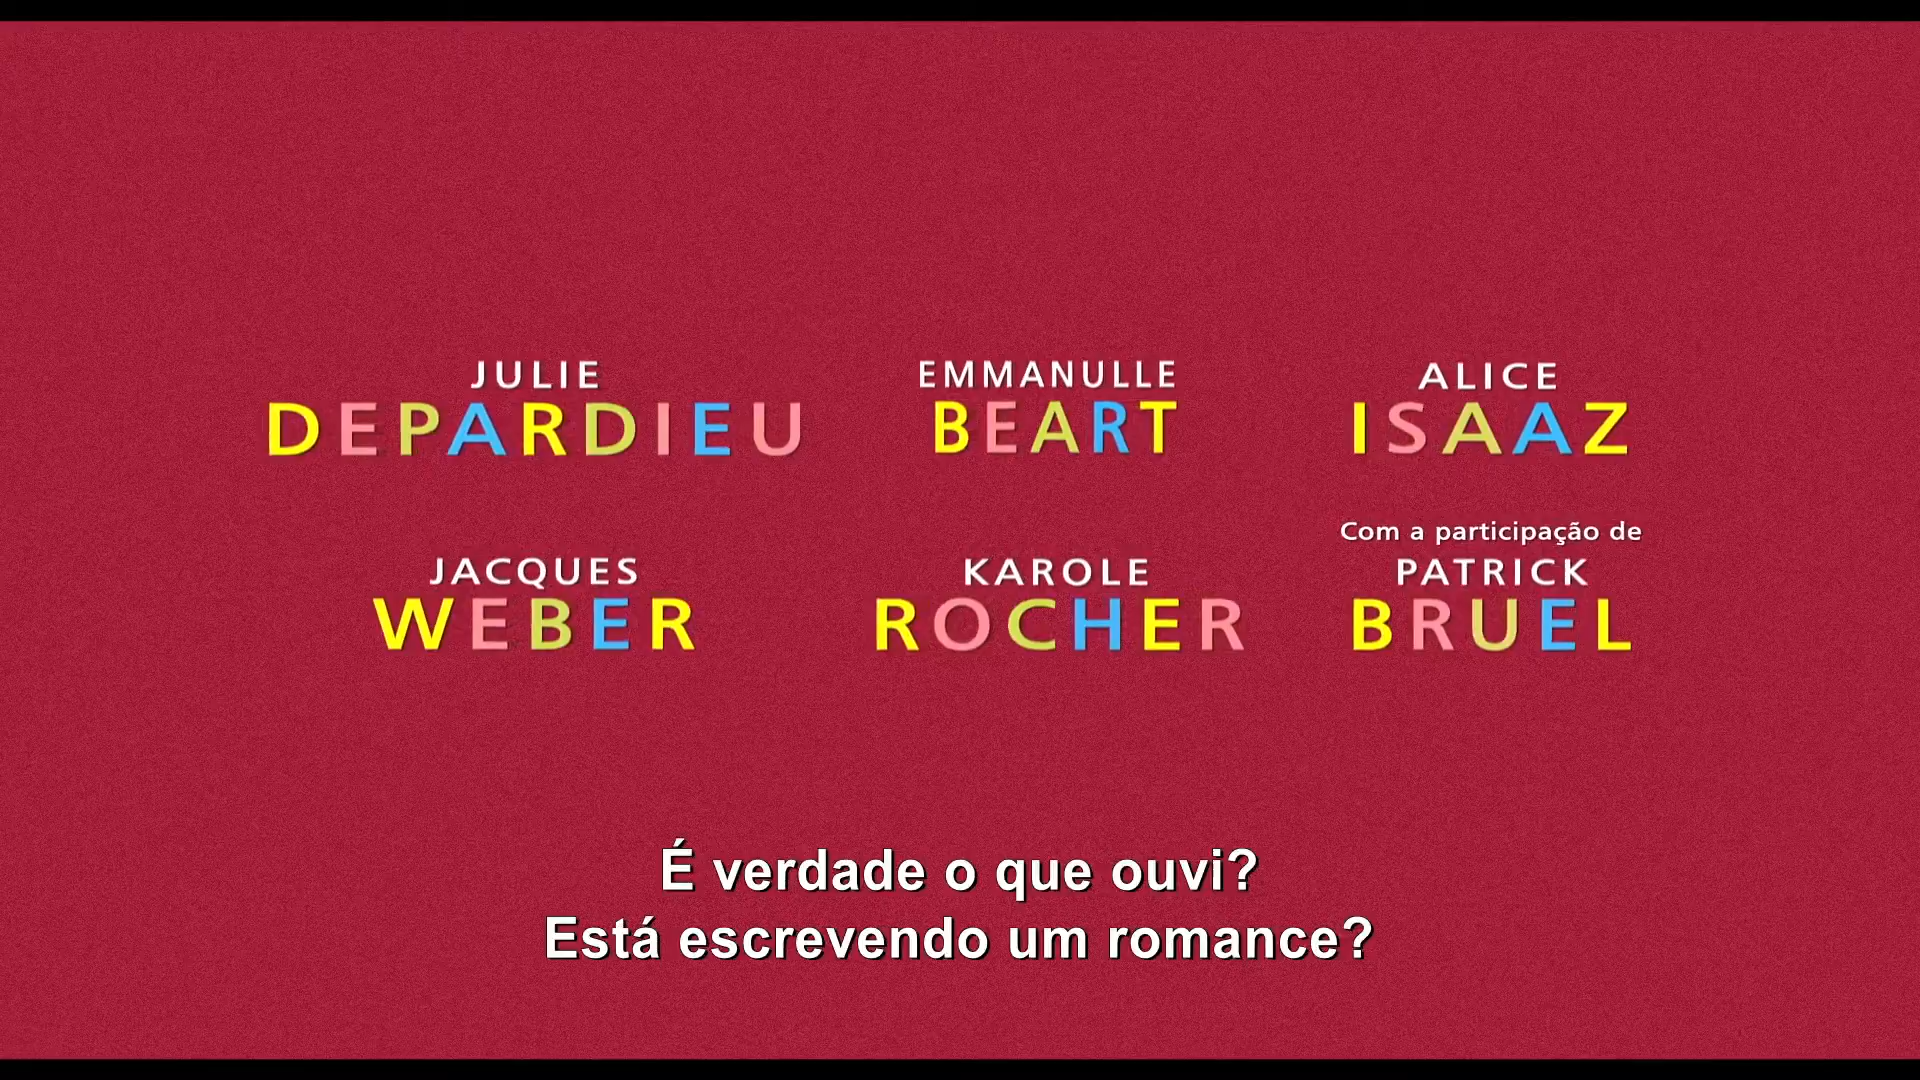 JULIE
DEPARDIEU
EMMANULLE
BEART
ALICE
ISAAZ
JACQUES
WEBER
KAROLE
ROCHER
Com a participação de
PATRICK
BRUEL
É verdade o que ouvi?
Está escrevendo um romance?